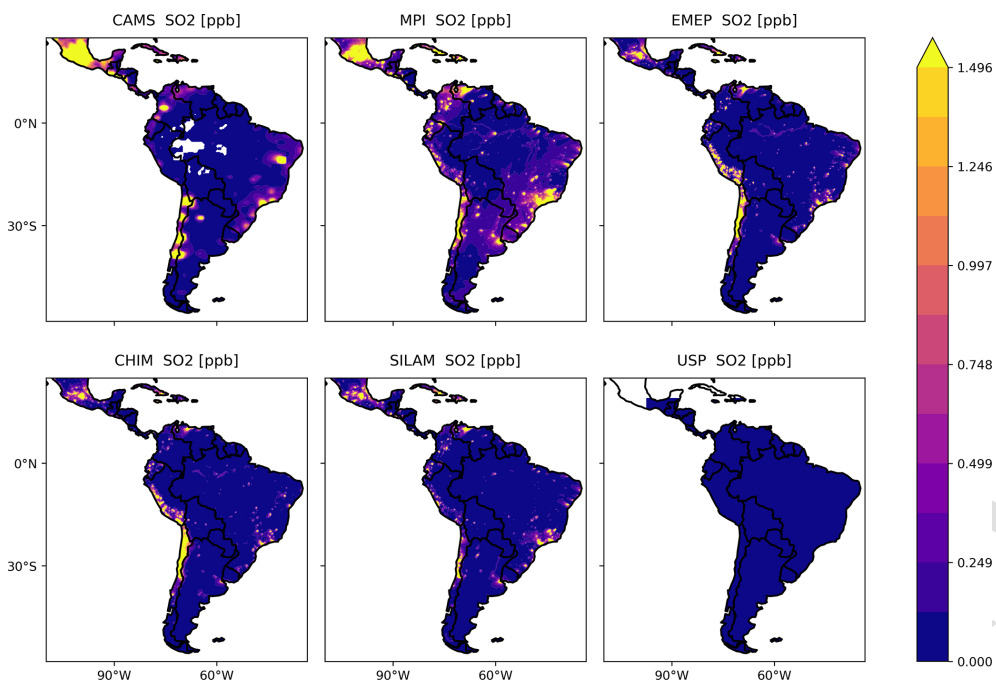 CAMS SO2 [ppb]
MPI SO2 [ppb]
EMEP SO2 [ppb]
0°N
30°S
90°W
60°W
1.496
1.246
0.997
0.748
0.499
0.249
0.000
CHIM SO2 [ppb]
SILAM SO2 [ppb]
USP SO2 [ppb]
0°N
30°S
90°W
60°W
90°W
60°W
90°W
60°W